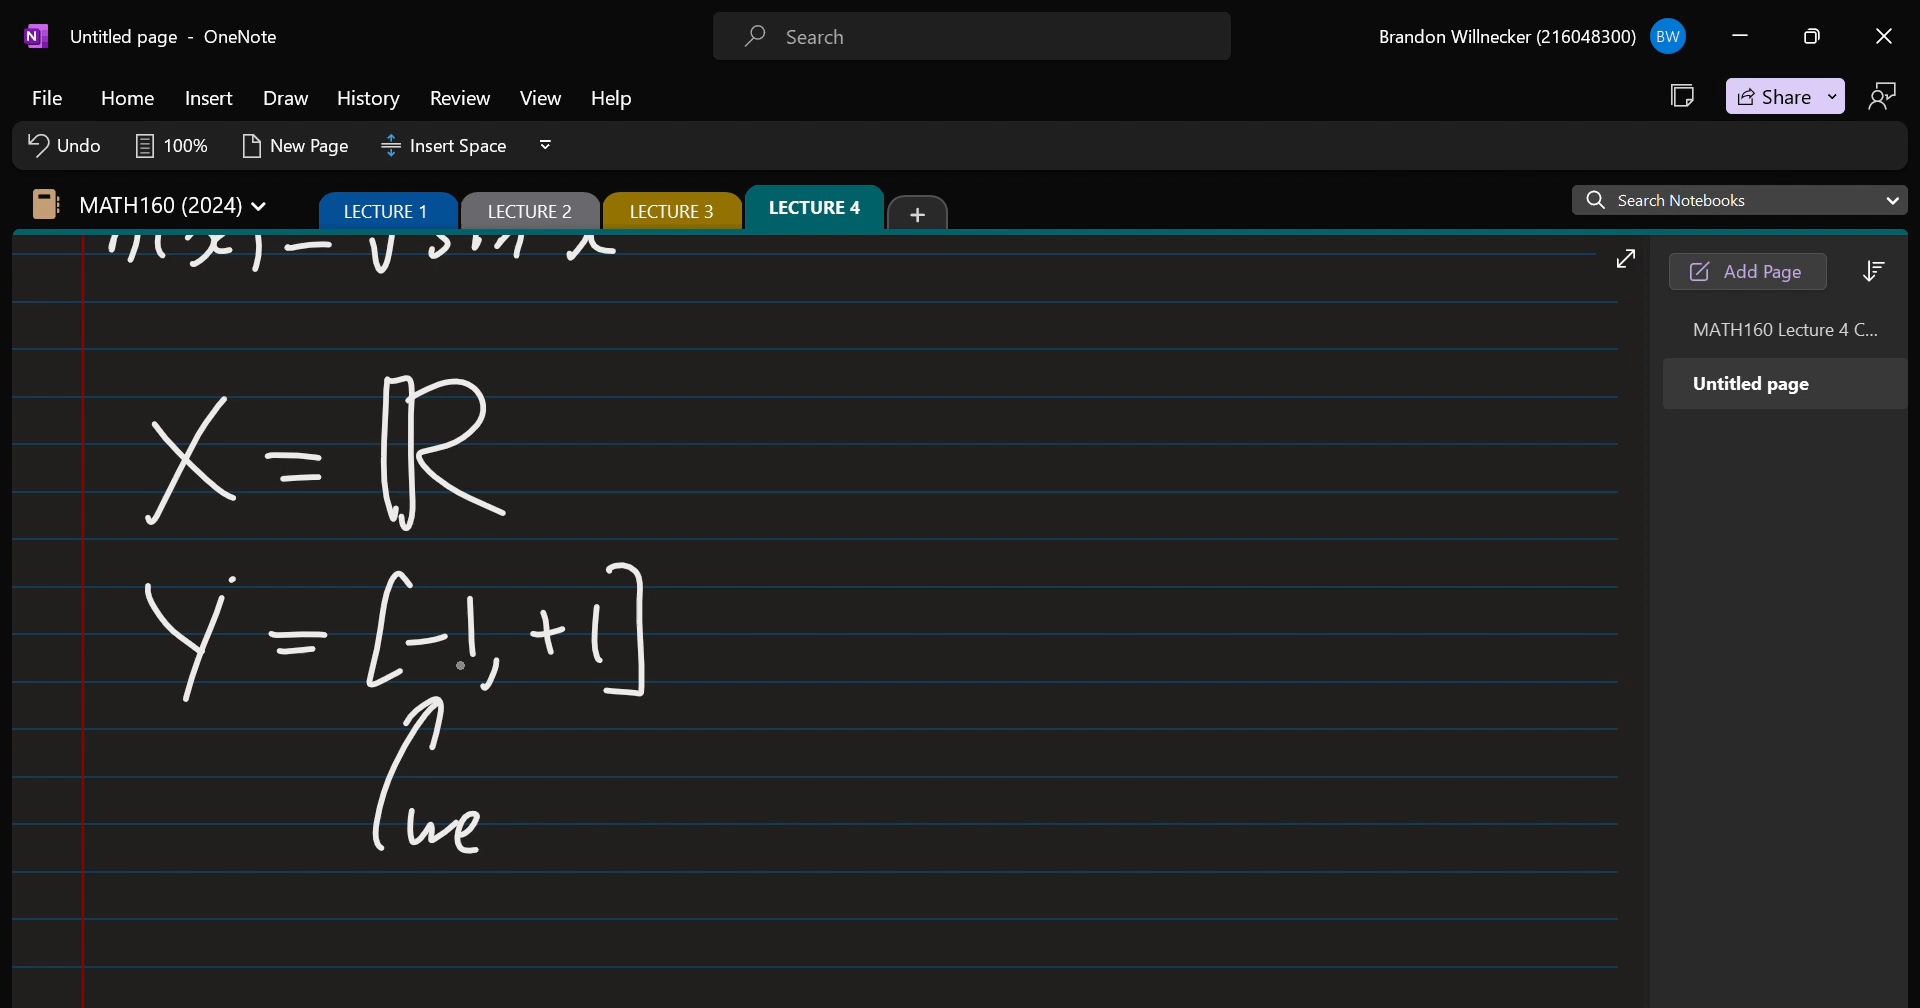 Untitled page - OneNote
Search
Brandon Willnecker (216048300) BW
File Home Insert Draw History Review View Help
Share
Undo 100% New Page Insert Space
MATH160 (2024)
LECTURE 1 LECTURE 2 LECTURE 3 LECTURE 4 +
Search Notebooks
Add Page
MATH160 Lecture 4 C...
Untitled page
X = ℝ
Y = [-1, +1]
we